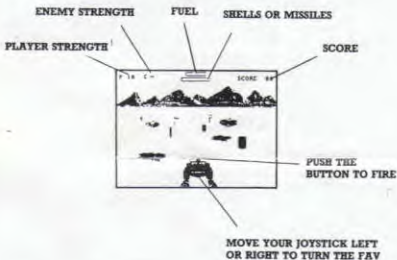 ENEMY STRENGTH
FUEL
SHELLS OR MISSILES
PLAYER STRENGTH
SCORE
SCORE
PUSH THE
BUTTON TO FIRE
MOVE YOUR JOYSTICK LEFT
OR RIGHT TO TURN THE FAV